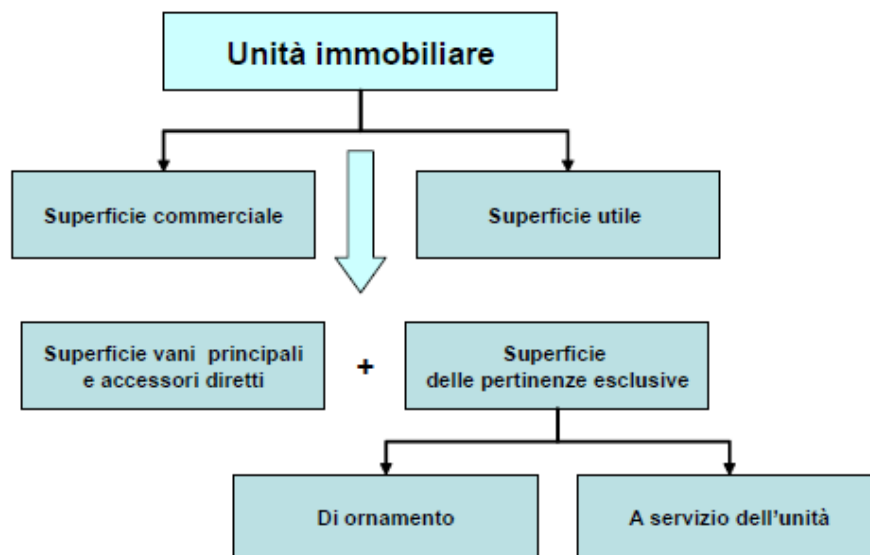 Unità immobiliare
Superficie commerciale
Superficie utile
Superficie vani principali
e accessori diretti
+
Superficie
delle pertinenze esclusive
Di ornamento
A servizio dell'unità